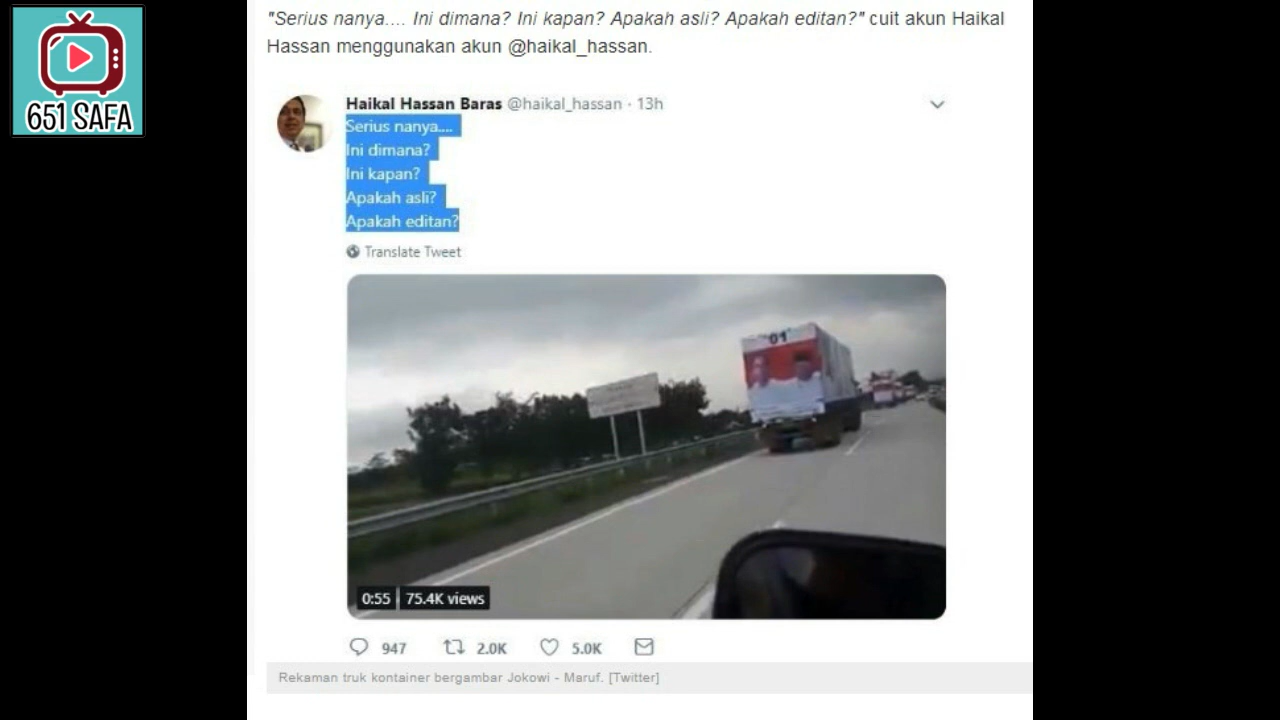 "Serius nanya.... Ini dimana? Ini kapan? Apakah asli? Apakah editan?" cuit akun Haikal
Hassan menggunakan akun @haikal_hassan.
651 SAFA
Haikal Hassan Baras @haikal_hassan · 13h
Serius nanya....
Ini dimana?
Ini kapan?
Apakah asli?
Apakah editan?
Translate Tweet
01
0:55 75.4K views
947 2.0K 5.0K
Rekaman truk kontainer bergambar Jokowi - Maruf. [Twitter]